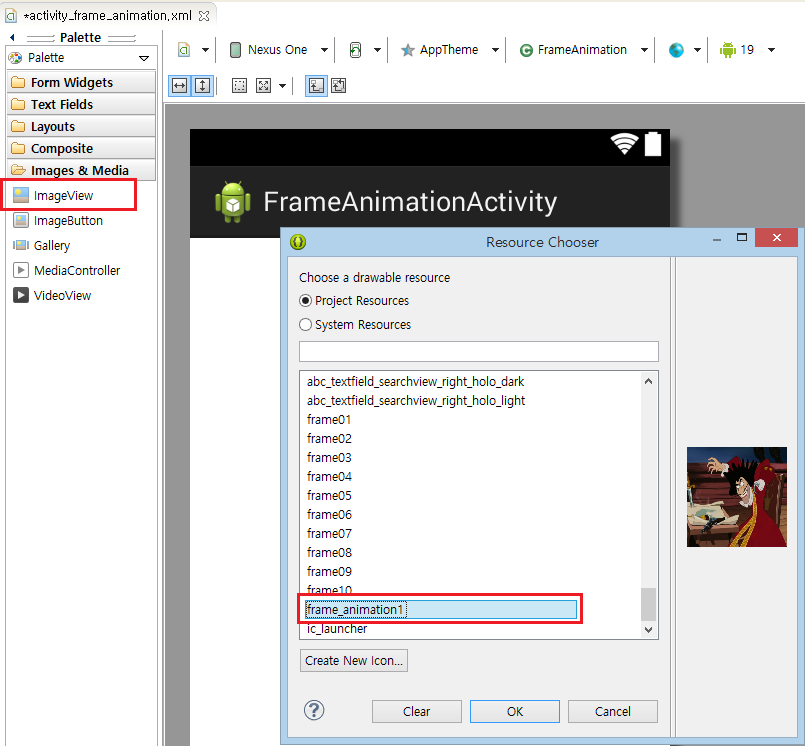 *activity_frame_animation.xml
Palette
Palette
Form Widgets
Text Fields
Layouts
Composite
Images & Media
ImageView
ImageButton
Gallery
MediaController
VideoView
Nexus One
AppTheme
FrameAnimation
19
FrameAnimationActivity
Resource Chooser
Choose a drawable resource
Project Resources
System Resources
abc_textfield_searchview_right_holo_dark
abc_textfield_searchview_right_holo_light
frame01
frame02
frame03
frame04
frame05
frame06
frame07
frame08
frame09
frame10
frame_animation1
ic_launcher
Create New Icon...
?
Clear
OK
Cancel